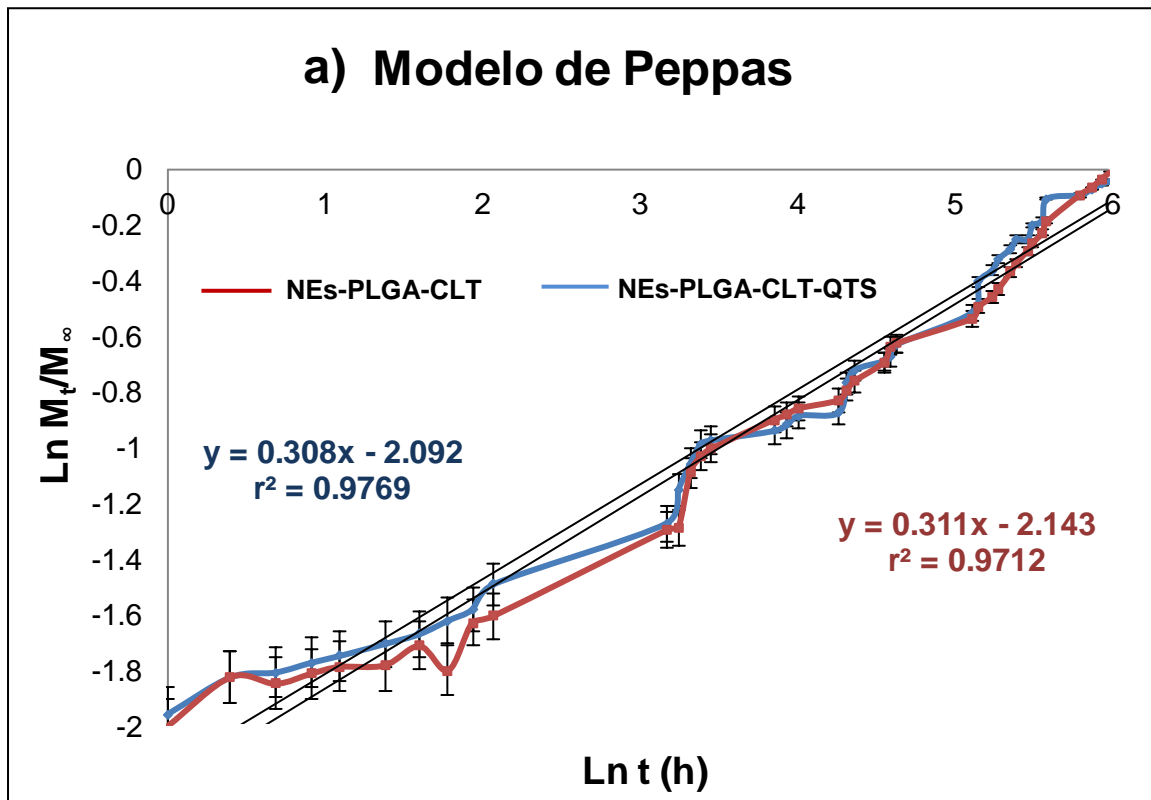 a) Modelo de Peppas
0
0 1 2 3 4 5 6
-0.2
-0.4
NEs-PLGA-CLT NEs-PLGA-CLT-QTS
-0.6
-0.8
-1
-1.2
-1.4
-1.6
-1.8
-2
Ln Mₜ/M∞
y = 0.308x - 2.092
r² = 0.9769
y = 0.311x - 2.143
r² = 0.9712
Ln t (h)